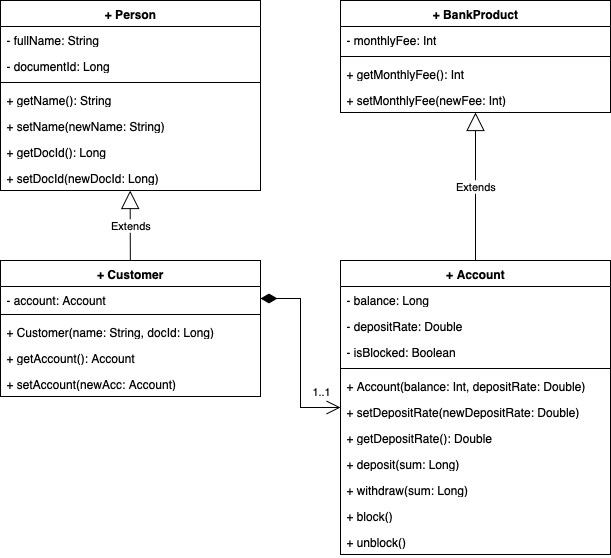 + Person
- fullName: String
- documentId: Long
+ getName(): String
+ setName(newName: String)
+ getDocId(): Long
+ setDocId(newDocId: Long)
+ BankProduct
- monthlyFee: Int
+ getMonthlyFee(): Int
+ setMonthlyFee(newFee: Int)
Extends
Extends
+ Customer
- account: Account
+ Customer(name: String, docId: Long)
+ getAccount(): Account
+ setAccount(newAcc: Account)
1..1
+ Account
- balance: Long
- depositRate: Double
- isBlocked: Boolean
+ Account(balance: Int, depositRate: Double)
+ setDepositRate(newDepositRate: Double)
+ getDepositRate(): Double
+ deposit(sum: Long)
+ withdraw(sum: Long)
+ block()
+ unblock()